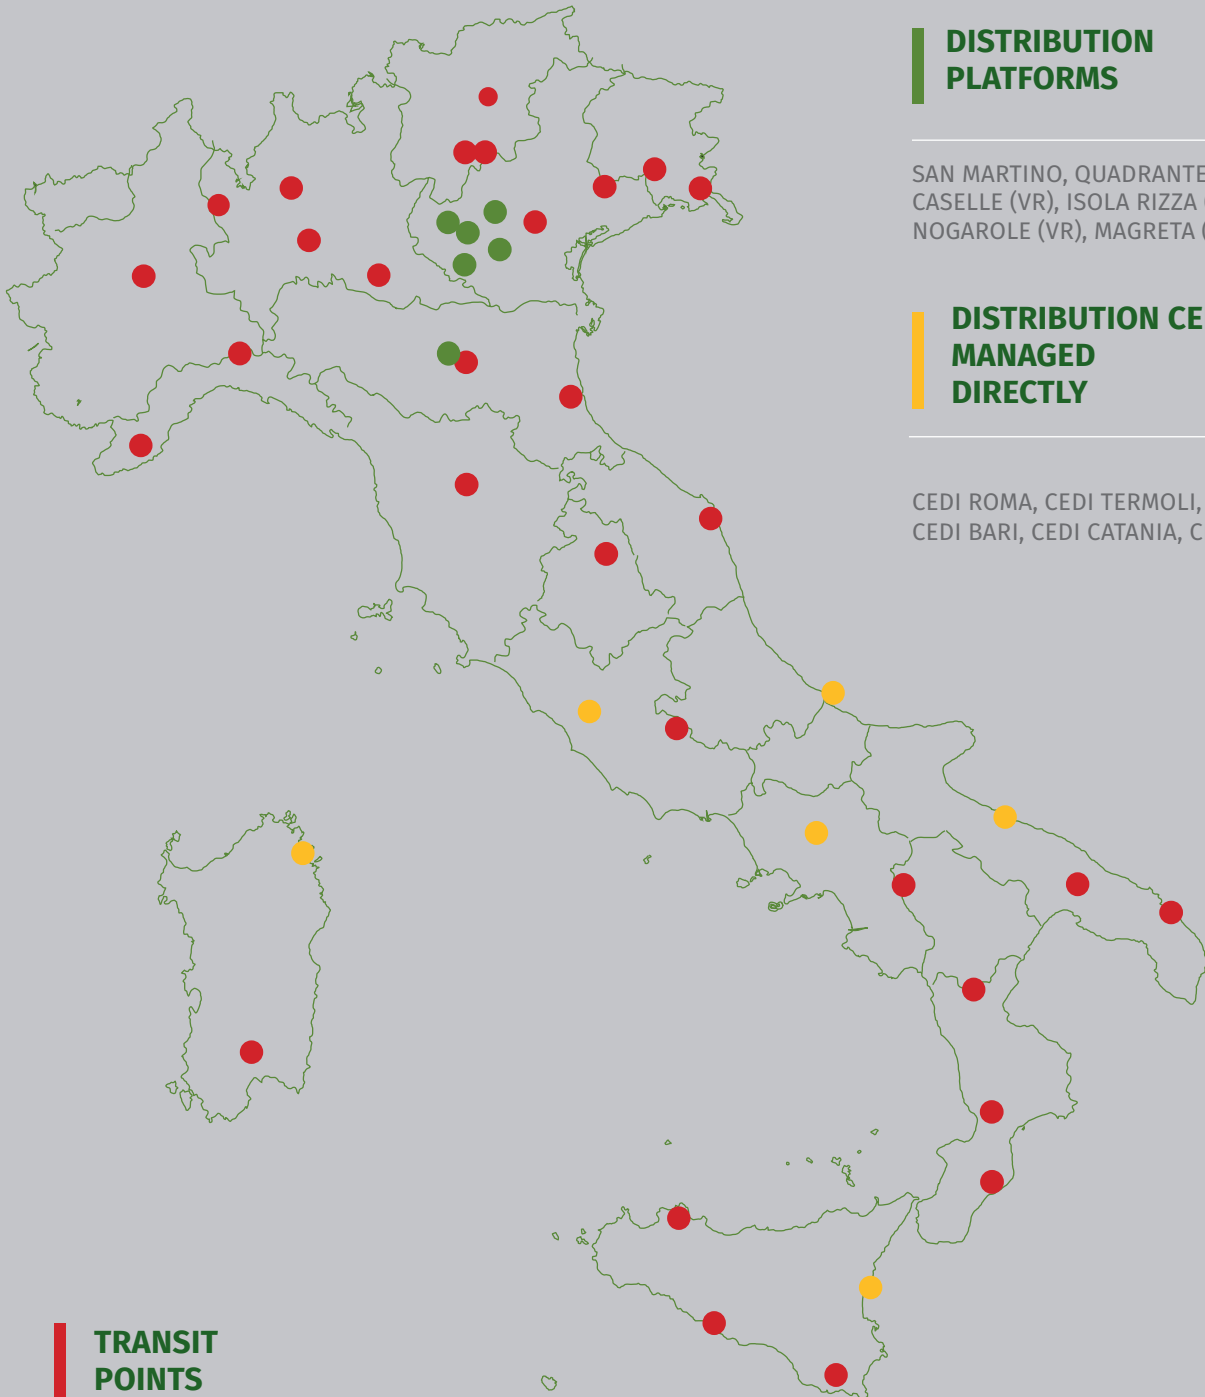 DISTRIBUTION
PLATFORMS
SAN MARTINO, QUADRANTE
CASELLE (VR), ISOLA RIZZA
NOGAROLE (VR), MAGRETA (
DISTRIBUTION CE
MANAGED
DIRECTLY
CEDI ROMA, CEDI TERMOLI,
CEDI BARI, CEDI CATANIA, C
TRANSIT
POINTS